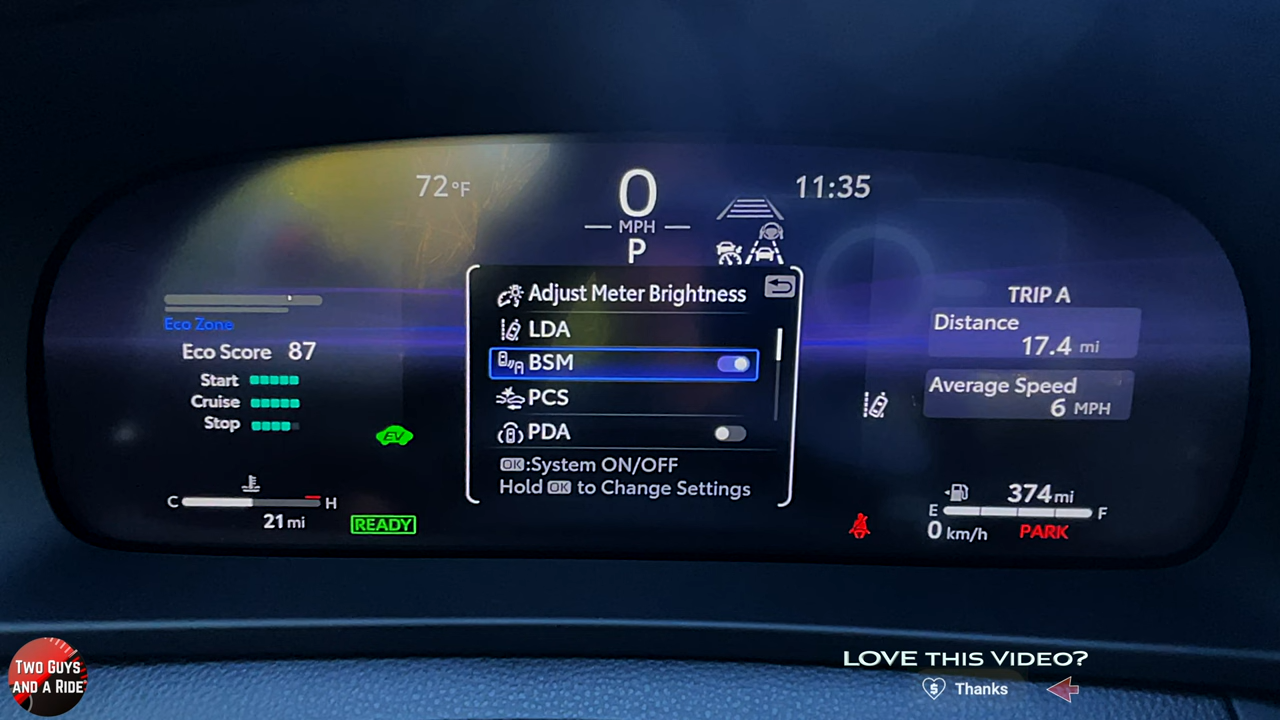 72°F
0
MPH
P
11:35
Adjust Meter Brightness
LDA
BSM
PCS
PDA
OK:System ON/OFF
Hold OK to Change Settings
Eco Zone
Eco Score 87
Start
Cruise
Stop
EV
C H
21 mi
READY
TRIP A
Distance
17.4 mi
Average Speed
6 MPH
374 mi
E F
0 km/h PARK
TWO GUYS
AND A RIDE
LOVE THIS VIDEO?
$ Thanks